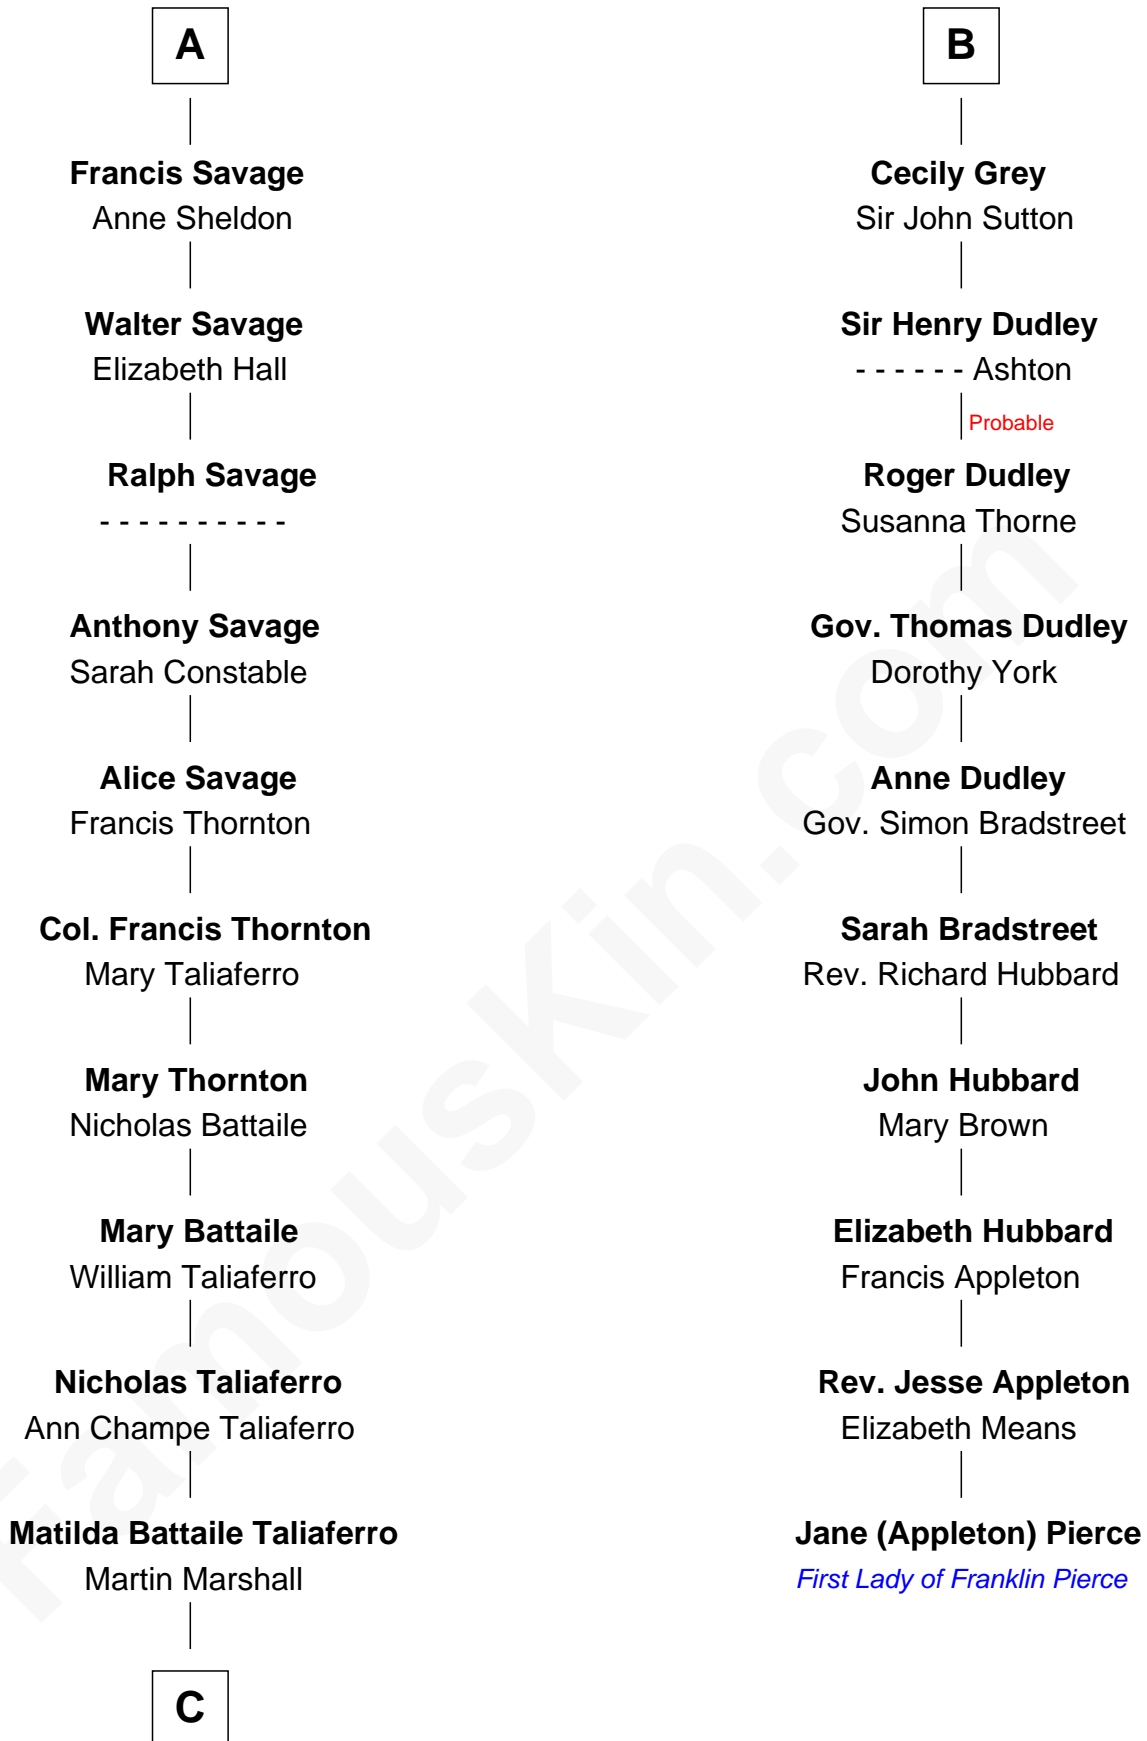 A
Francis Savage
Anne Sheldon
Walter Savage
Elizabeth Hall
Ralph Savage
- - - - - - - - - -
Anthony Savage
Sarah Constable
Alice Savage
Francis Thornton
Col. Francis Thornton
Mary Taliaferro
Mary Thornton
Nicholas Battaile
Mary Battaile
William Taliaferro
Nicholas Taliaferro
Ann Champe Taliaferro
Matilda Battaile Taliaferro
Martin Marshall
C
B
Cecily Grey
Sir John Sutton
Sir Henry Dudley
- - - - - - Ashton
Probable
Roger Dudley
Susanna Thorne
Gov. Thomas Dudley
Dorothy York
Anne Dudley
Gov. Simon Bradstreet
Sarah Bradstreet
Rev. Richard Hubbard
John Hubbard
Mary Brown
Elizabeth Hubbard
Francis Appleton
Rev. Jesse Appleton
Elizabeth Means
Jane (Appleton) Pierce
First Lady of Franklin Pierce
FamousKin.com